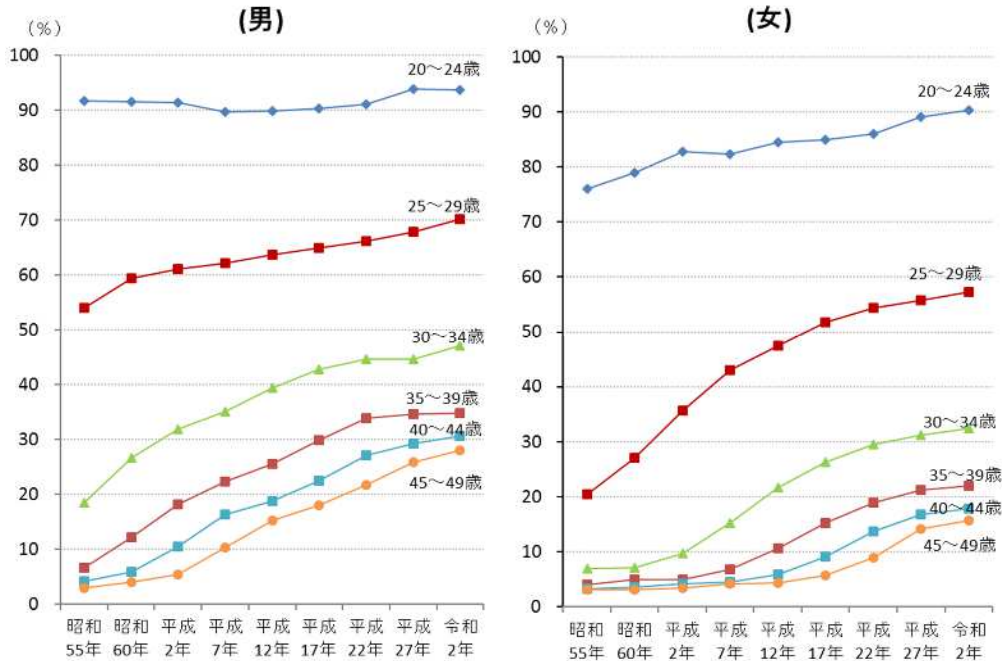 (男)
（%）
100
90
80
70
60
50
40
30
20
10
0
20～24歳
25～29歳
30～34歳
35～39歳
40～44歳
45～49歳
昭和 昭和 平成 平成 平成 平成 平成 平成 令和
55年 60年 2年 7年 12年 17年 22年 27年 2年
(女)
（%）
100
90
80
70
60
50
40
30
20
10
0
20～24歳
25～29歳
30～34歳
35～39歳
40～44歳
45～49歳
昭和 昭和 平成 平成 平成 平成 平成 平成 令和
55年 60年 2年 7年 12年 17年 22年 27年 2年